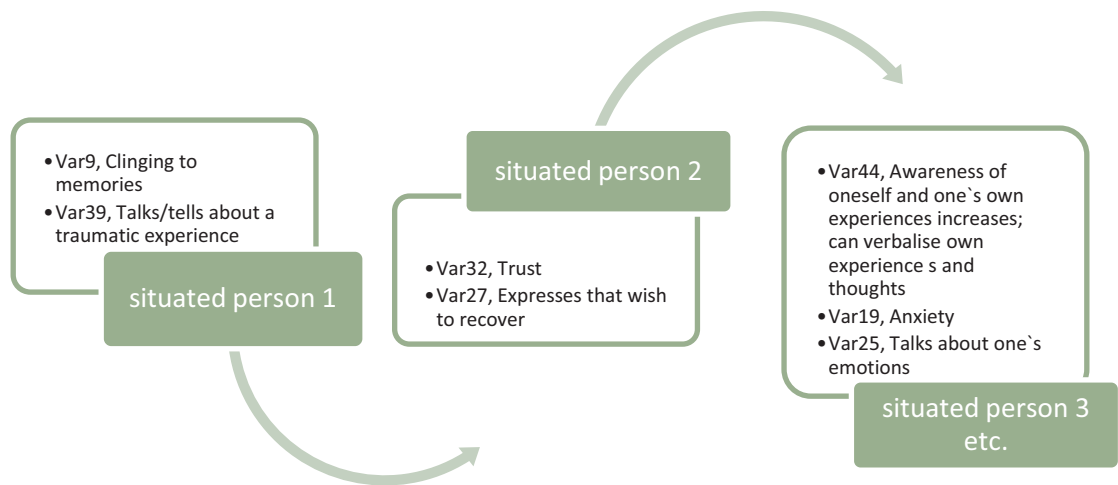 •Var9, Clinging to
memories
•Var39, Talks/tells about a
traumatic experience
situated person 1
situated person 2
•Var32, Trust
•Var27, Expresses that wish
to recover
•Var44, Awareness of
oneself and one`s own
experiences increases;
can verbalise own
experience s and
thoughts
•Var19, Anxiety
•Var25, Talks about one`s
emotions
situated person 3
etc.